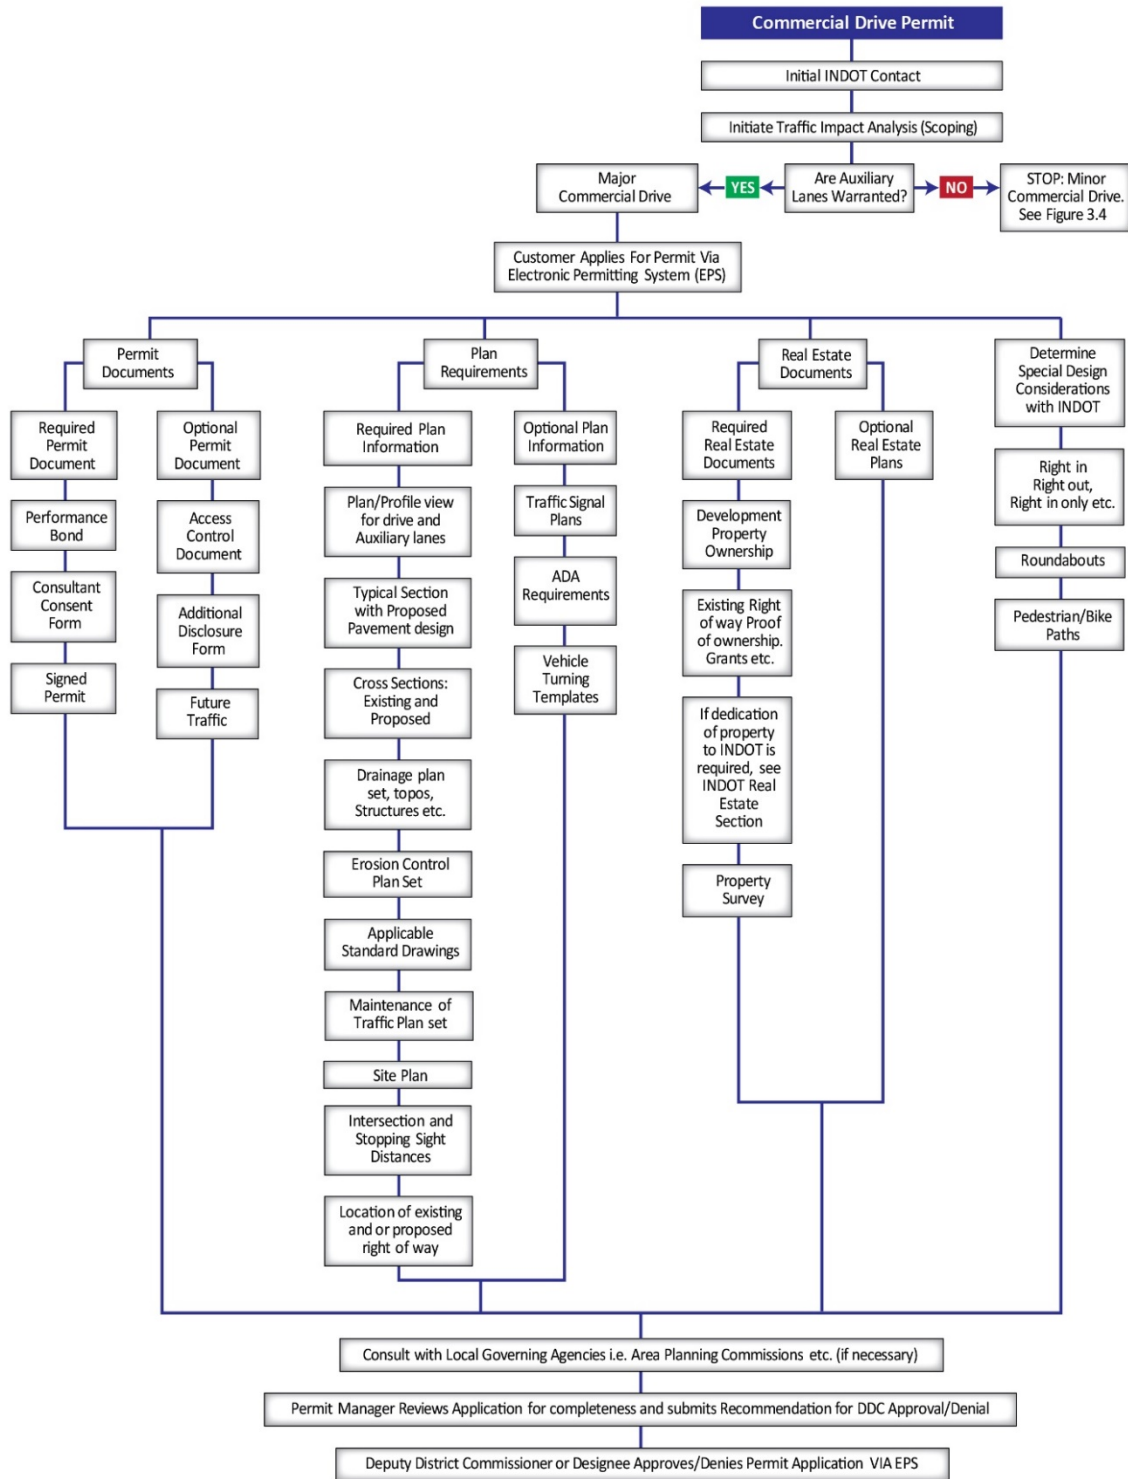 Commercial Drive Permit
Initial INDOT Contact
Initiate Traffic Impact Analysis (Scoping)
Major
Commercial Drive
YES
Are Auxiliary
Lanes Warranted?
NO
STOP: Minor
Commercial Drive.
See Figure 3.4
Customer Applies For Permit Via
Electronic Permitting System (EPS)
Permit
Documents
Required
Permit
Document
Performance
Bond
Consultant
Consent
Form
Signed
Permit
Optional
Permit
Document
Access
Control
Document
Additional
Disclosure
Form
Future
Traffic
Plan
Requirements
Required Plan
Information
Plan/Profile view
for drive and
Auxiliary lanes
Typical Section
with Proposed
Pavement design
Cross Sections:
Existing and
Proposed
Drainage plan
set, topos,
Structures etc.
Erosion Control
Plan Set
Applicable
Standard Drawings
Maintenance of
Traffic Plan set
Site Plan
Intersection and
Stopping Sight
Distances
Location of existing
and or proposed
right of way
Optional Plan
Information
Traffic Signal
Plans
ADA
Requirements
Vehicle
Turning
Templates
Real Estate
Documents
Required
Real Estate
Documents
Development
Property
Ownership
Existing Right
of way Proof
of ownership.
Grants etc.
If dedication
of property
to INDOT is
required, see
INDOT Real
Estate
Section
Property
Survey
Optional
Real Estate
Plans
Determine
Special Design
Considerations
with INDOT
Right in
Right out,
Right in only etc.
Roundabouts
Pedestrian/Bike
Paths
Consult with Local Governing Agencies i.e. Area Planning Commissions etc. (if necessary)
Permit Manager Reviews Application for completeness and submits Recommendation for DDC Approval/Denial
Deputy District Commissioner or Designee Approves/Denies Permit Application VIA EPS